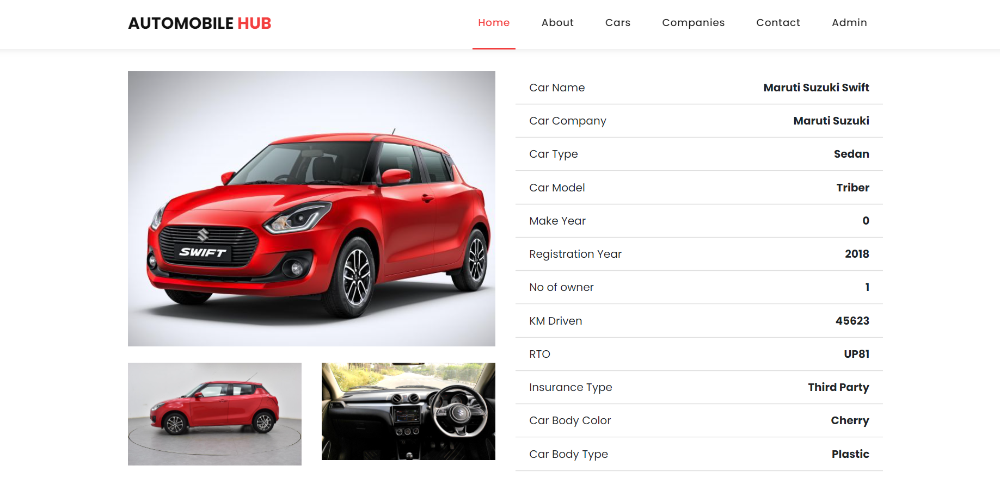 AUTOMOBILE HUB
Home About Cars Companies Contact Admin
SWIFT
Car Name Maruti Suzuki Swift
Car Company Maruti Suzuki
Car Type Sedan
Car Model Triber
Make Year 0
Registration Year 2018
No of owner 1
KM Driven 45623
RTO UP81
Insurance Type Third Party
Car Body Color Cherry
Car Body Type Plastic